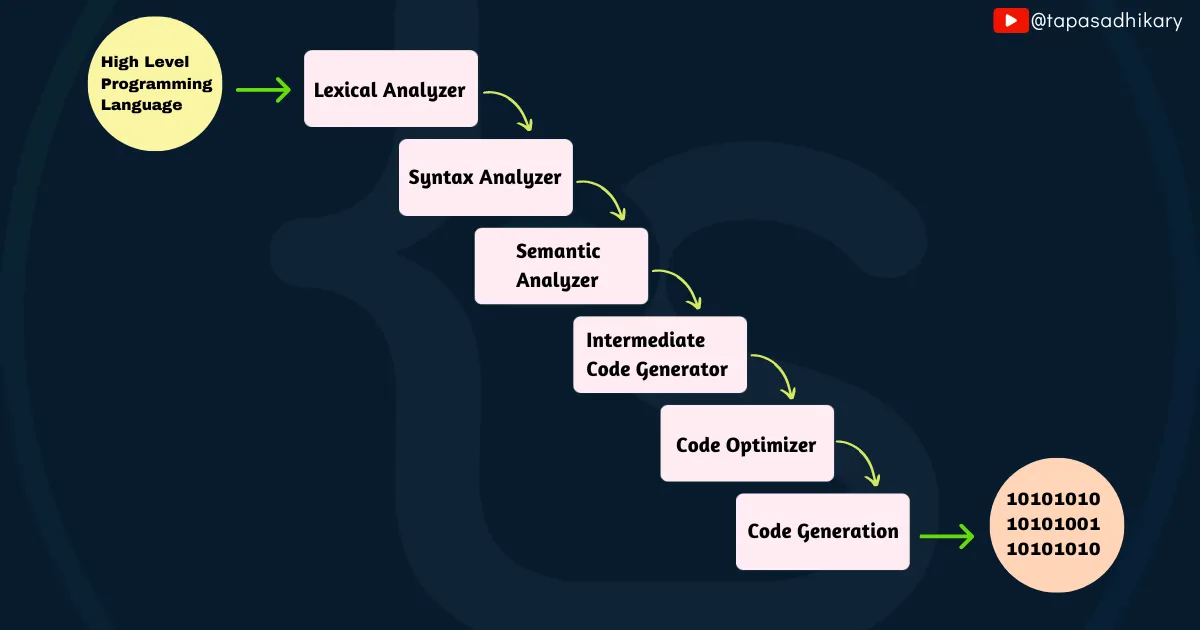 @tapasadhikary
High Level
Programming
Language
Lexical Analyzer
Syntax Analyzer
Semantic
Analyzer
Intermediate
Code Generator
Code Optimizer
Code Generation
10101010
10101001
10101010